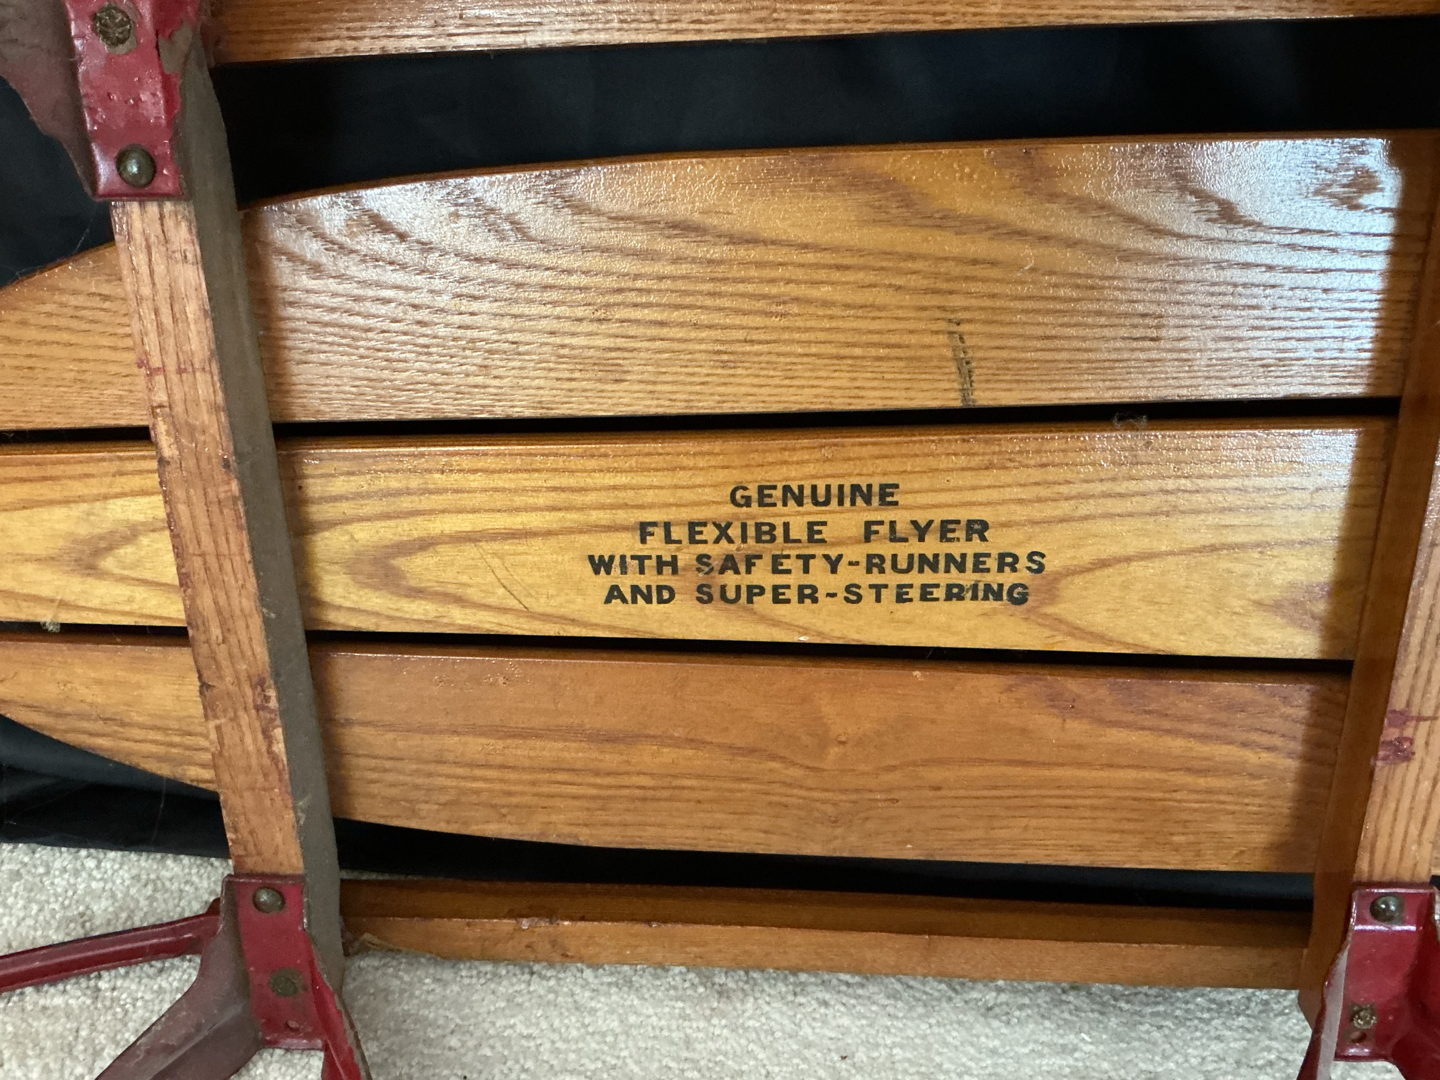 GENUINE
FLEXIBLE FLYER
WITH SAFETY-RUNNERS
AND SUPER-STEERING